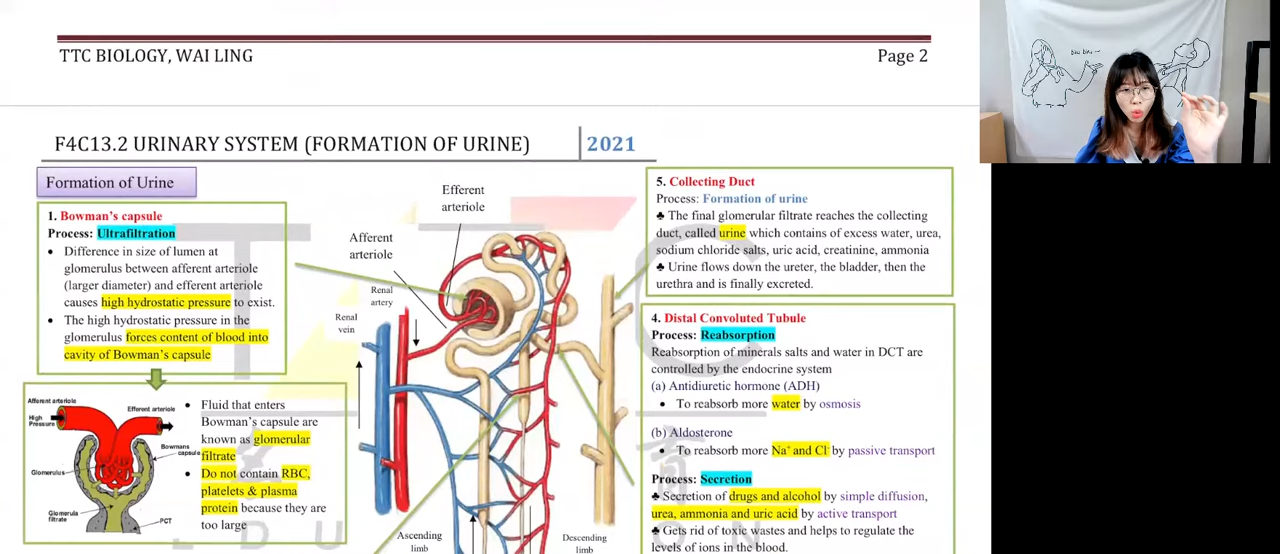 TTC BIOLOGY, WAI LING
Page 2
F4C13.2 URINARY SYSTEM (FORMATION OF URINE)
2021
Formation of Urine
1. Bowman's capsule
Process: Ultrafiltration
• Difference in size of lumen at
glomerulus between afferent arteriole
(larger diameter) and efferent arteriole
causes high hydrostatic pressure to exist.
• The high hydrostatic pressure in the
glomerulus forces content of blood into
cavity of Bowman's capsule
Afferent arteriole
Efferent arteriole
High
Pressure
Bowmans
capsule
Glomerulus
Glomerula
filtrate
PCT
• Fluid that enters
Bowman's capsule are
known as glomerular
filtrate
• Do not contain RBC,
platelets & plasma
protein because they are
too large
Efferent
arteriole
Afferent
arteriole
Renal
artery
Renal
vein
Ascending
limb
Descending
limb
5. Collecting Duct
Process: Formation of urine
♣ The final glomerular filtrate reaches the collecting
duct, called urine which contains of excess water, urea,
sodium chloride salts, uric acid, creatinine, ammonia
♣ Urine flows down the ureter, the bladder, then the
urethra and is finally excreted.
4. Distal Convoluted Tubule
Process: Reabsorption
Reabsorption of minerals salts and water in DCT are
controlled by the endocrine system
(a) Antidiuretic hormone (ADH)
• To reabsorb more water by osmosis
(b) Aldosterone
• To reabsorb more Na⁺ and Cl⁻ by passive transport
Process: Secretion
♣ Secretion of drugs and alcohol by simple diffusion,
urea, ammonia and uric acid by active transport
♣ Gets rid of toxic wastes and helps to regulate the
levels of ions in the blood.